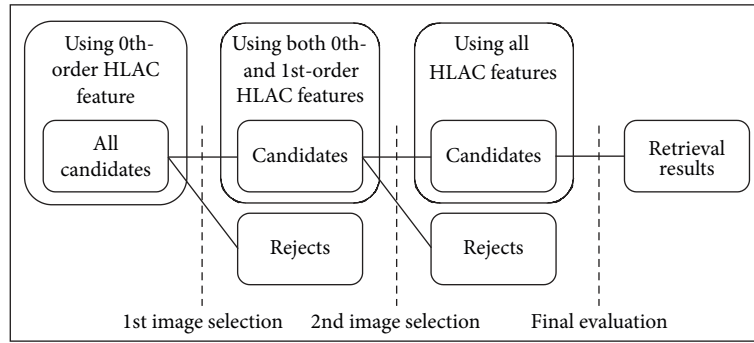 Using 0th-
order HLAC
feature
All
candidates
Using both 0th-
and 1st-order
HLAC features
Candidates
Rejects
Using all
HLAC features
Candidates
Rejects
Retrieval
results
1st image selection
2nd image selection
Final evaluation